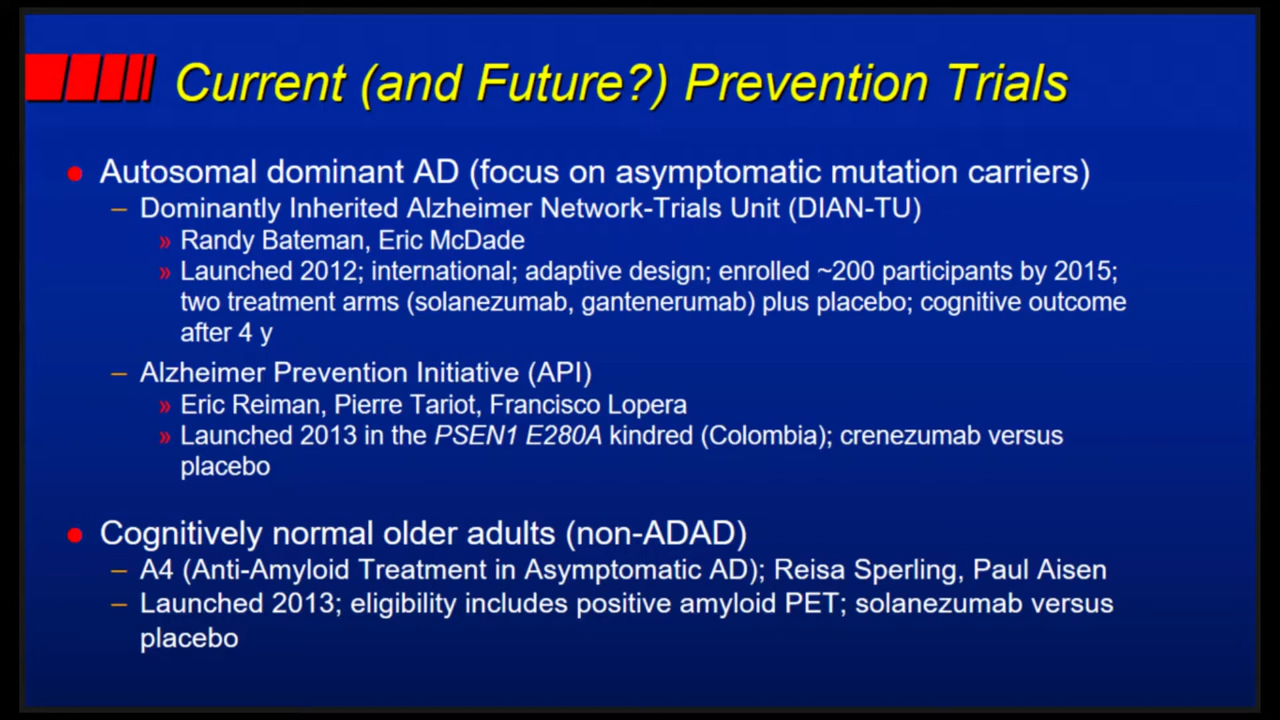 Current (and Future?) Prevention Trials
● Autosomal dominant AD (focus on asymptomatic mutation carriers)
– Dominantly Inherited Alzheimer Network-Trials Unit (DIAN-TU)
» Randy Bateman, Eric McDade
» Launched 2012; international; adaptive design; enrolled ~200 participants by 2015;
two treatment arms (solanezumab, gantenerumab) plus placebo; cognitive outcome
after 4 y
– Alzheimer Prevention Initiative (API)
» Eric Reiman, Pierre Tariot, Francisco Lopera
» Launched 2013 in the PSEN1 E280A kindred (Colombia); crenezumab versus
placebo
● Cognitively normal older adults (non-ADAD)
– A4 (Anti-Amyloid Treatment in Asymptomatic AD); Reisa Sperling, Paul Aisen
– Launched 2013; eligibility includes positive amyloid PET; solanezumab versus
placebo